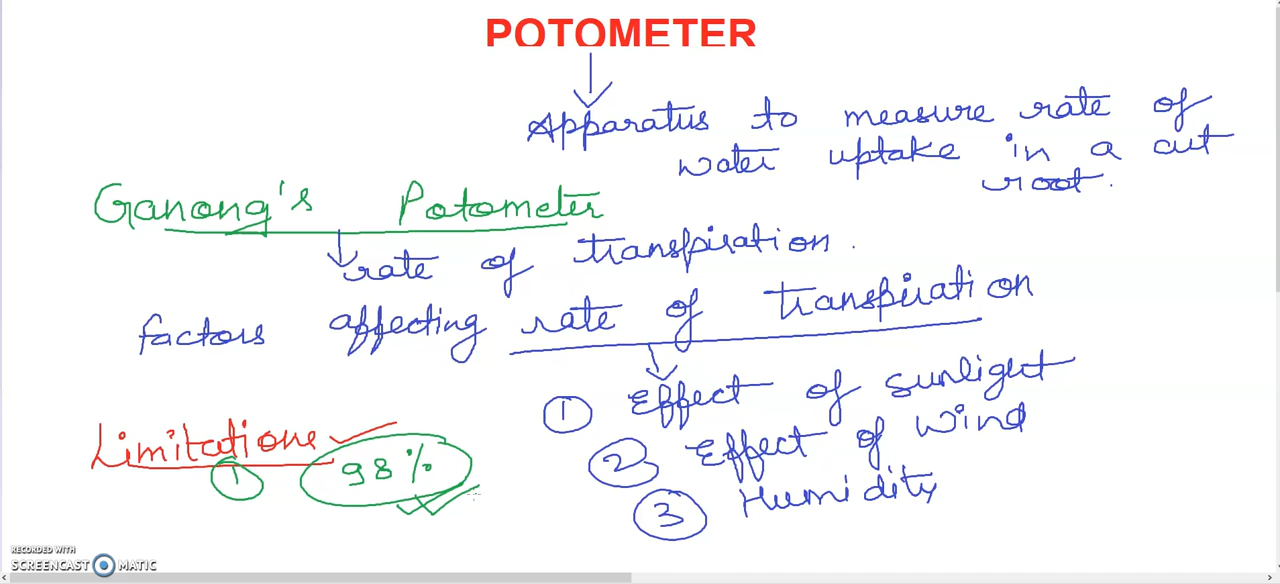 POTOMETER
Apparatus to measure rate of
water uptake in a cut
root.
Ganong's Potometer
rate of transpiration.
factors affecting rate of transpiration
① Effect of sunlight
② Effect of wind
③ Humidity
Limitations
① 98%
RECORDED WITH
SCREENCAST MATIC